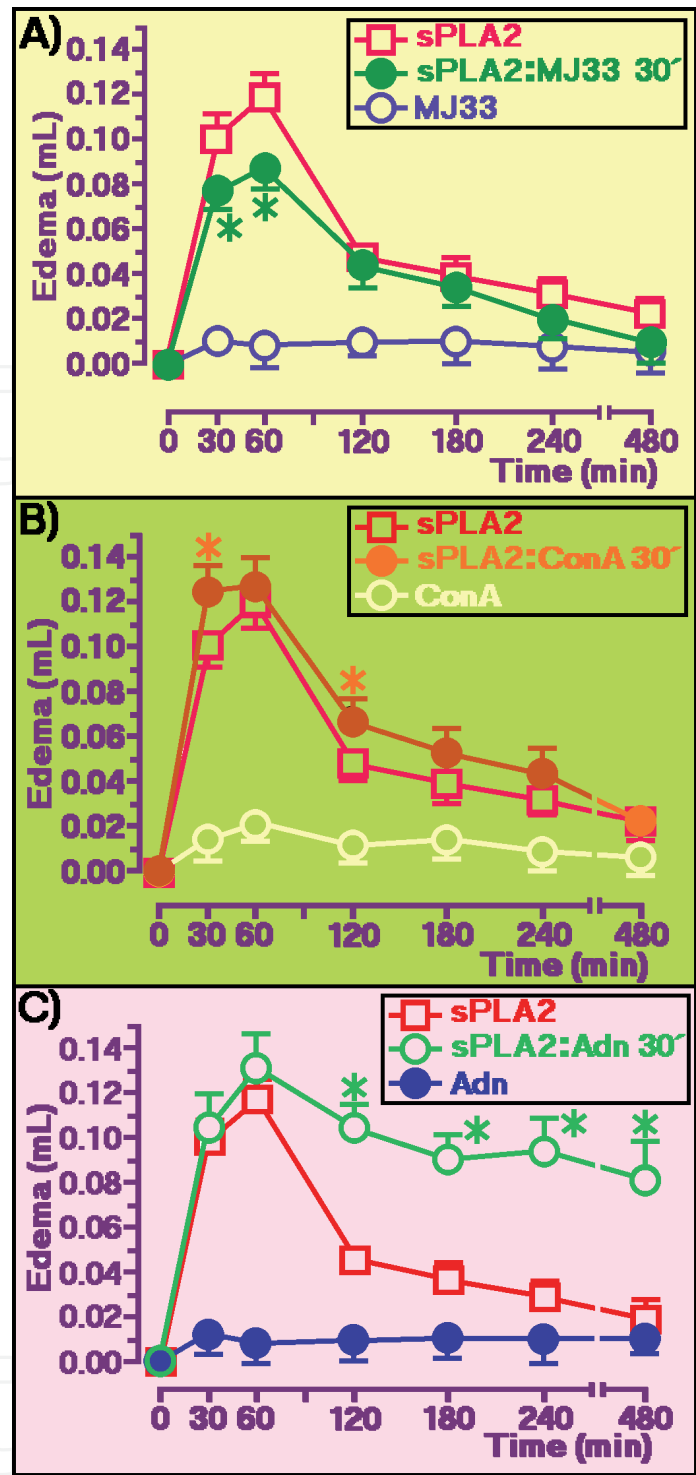 A)
sPLA2
sPLA2:MJ33 30´
MJ33
Edema (mL)
0.14
0.12
0.10
0.08
0.06
0.04
0.02
0.00
*
*
0 30 60 120 180 240 480
Time (min)
B)
sPLA2
sPLA2:ConA 30´
ConA
Edema (mL)
0.14
0.12
0.10
0.08
0.06
0.04
0.02
0.00
*
*
0 30 60 120 180 240 480
Time (min)
C)
sPLA2
sPLA2:Adn 30´
Adn
Edema (mL)
0.14
0.12
0.10
0.08
0.06
0.04
0.02
0.00
* * * *
0 30 60 120 180 240 480
Time (min)